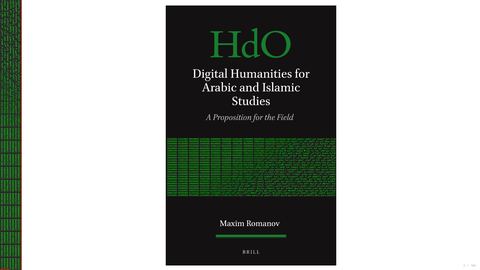 HdO
Digital Humanities for
Arabic and Islamic
Studies
A Proposition for the Field
Maxim Romanov
BRILL